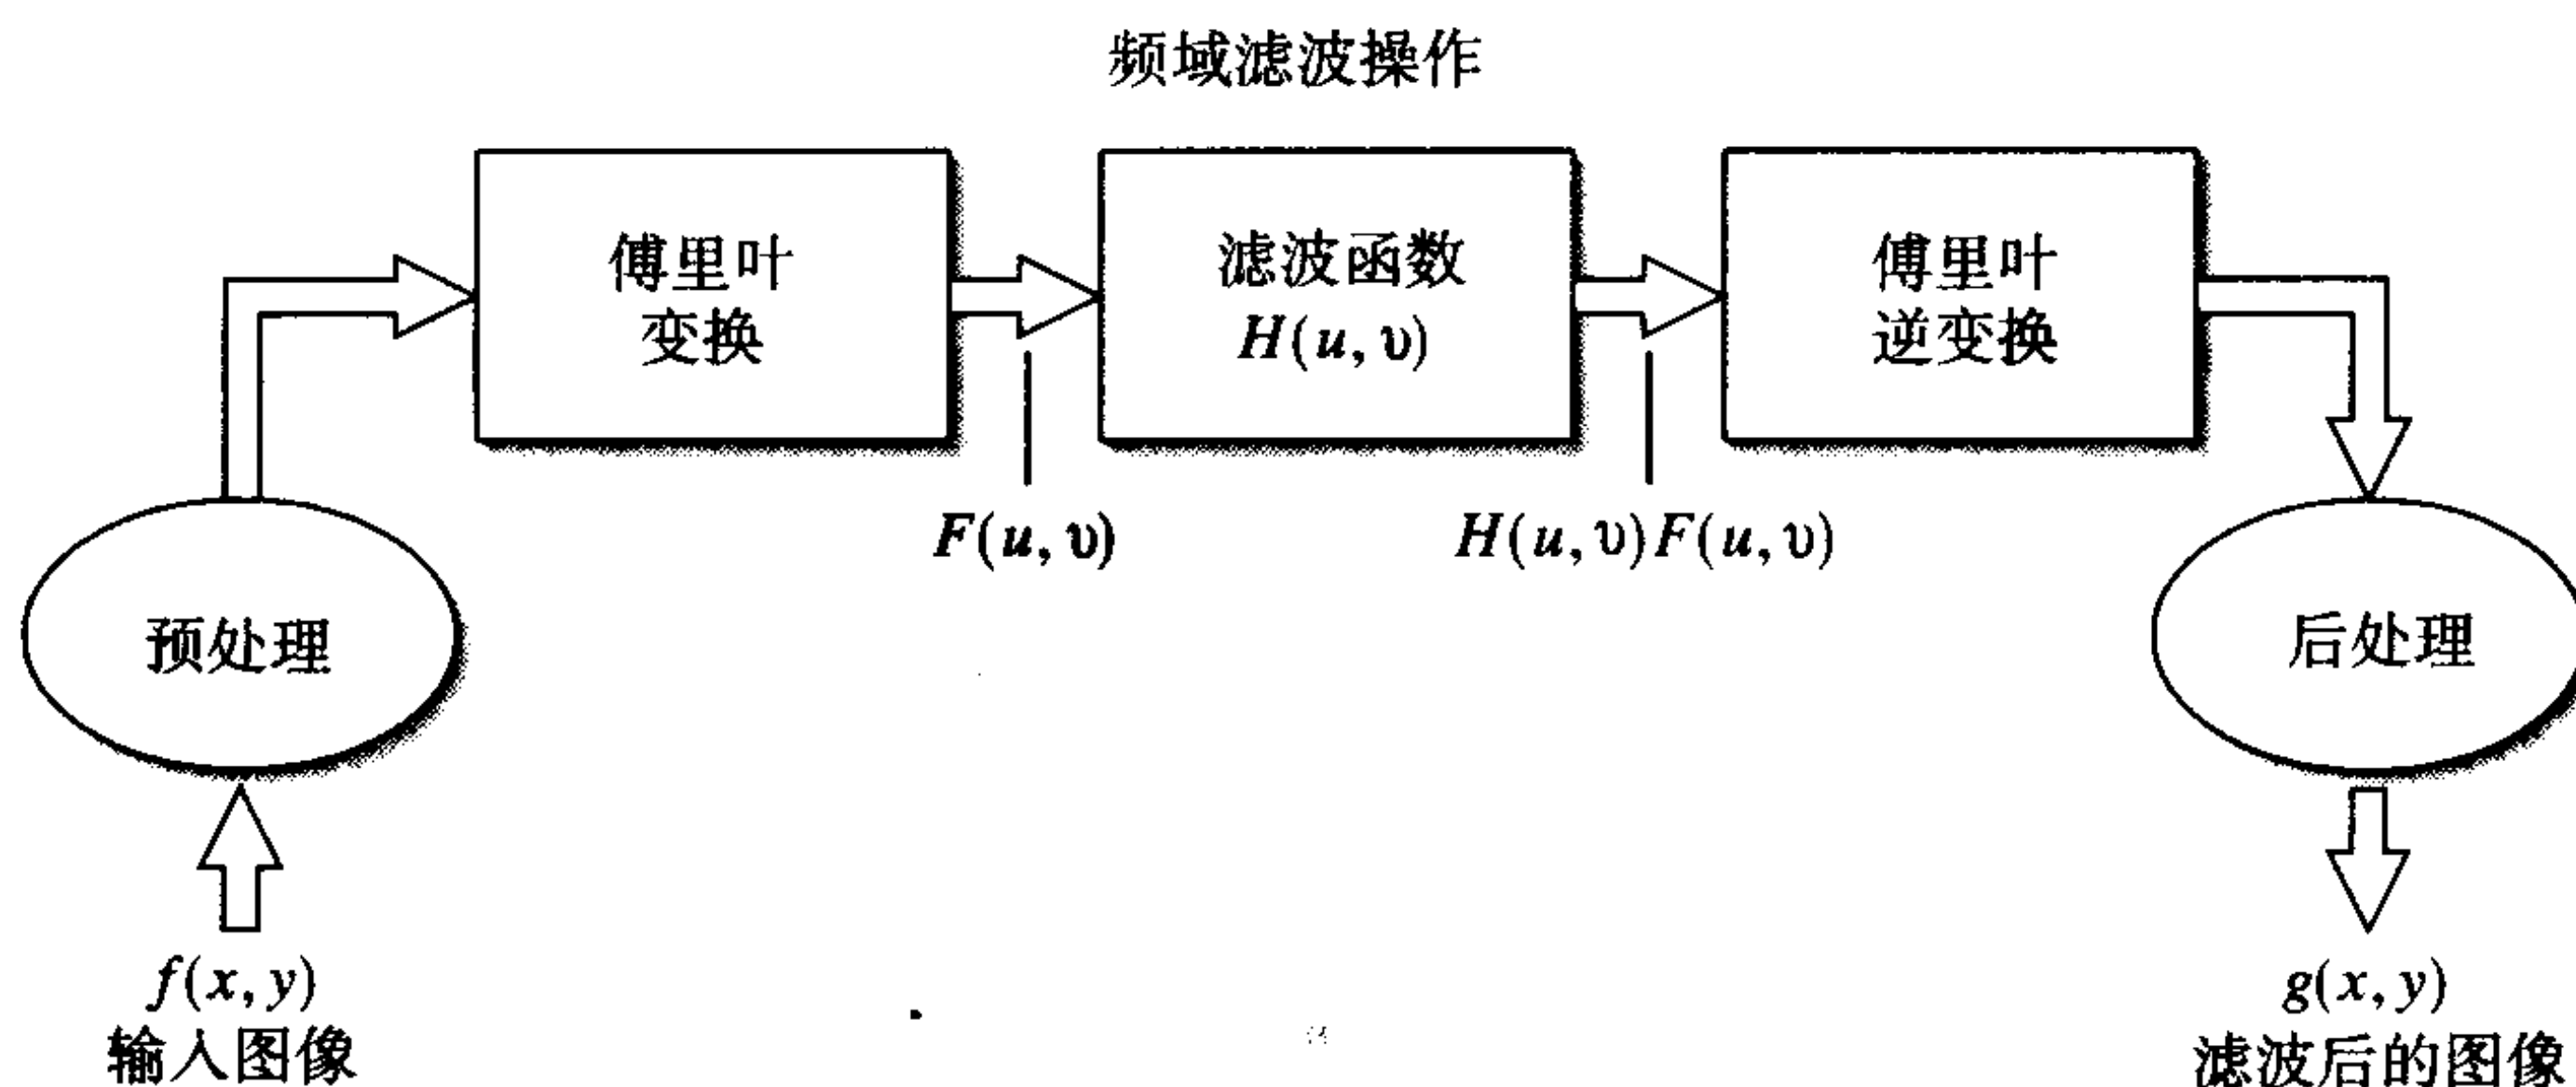 频域滤波操作
傅里叶
变换
滤波函数
H(u, υ)
傅里叶
逆变换
F(u, υ)
H(u, υ)F(u, υ)
预处理
后处理
f(x, y)
输入图像
g(x, y)
滤波后的图像